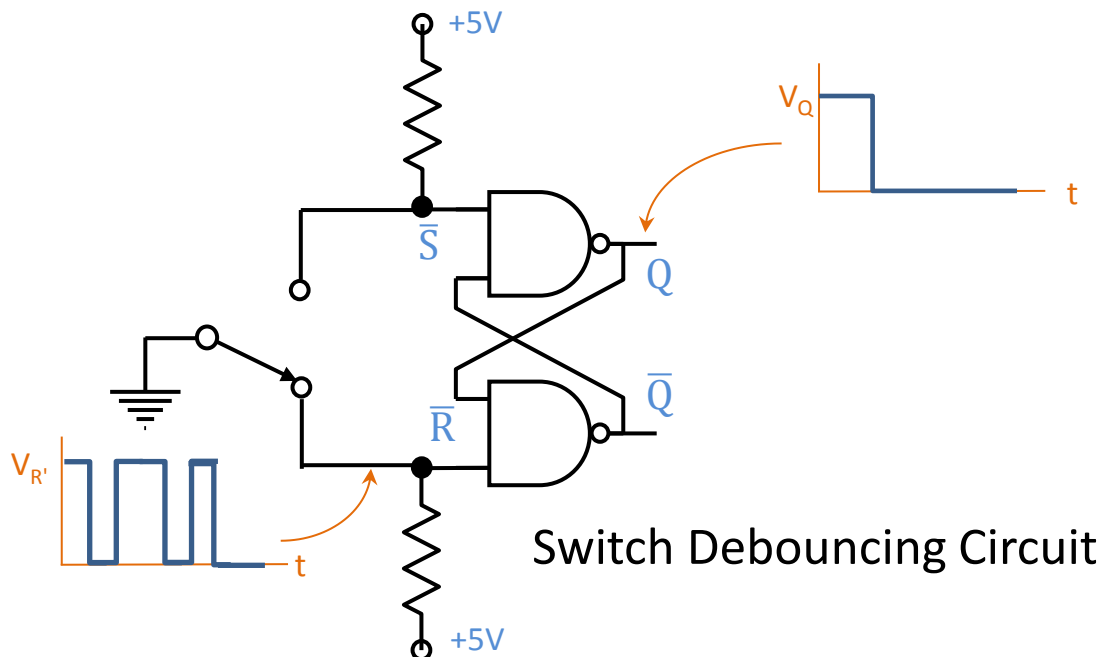 +5V
V_Q
t
S̅
Q
R̅
Q̅
V_R'
t
Switch Debouncing Circuit
+5V